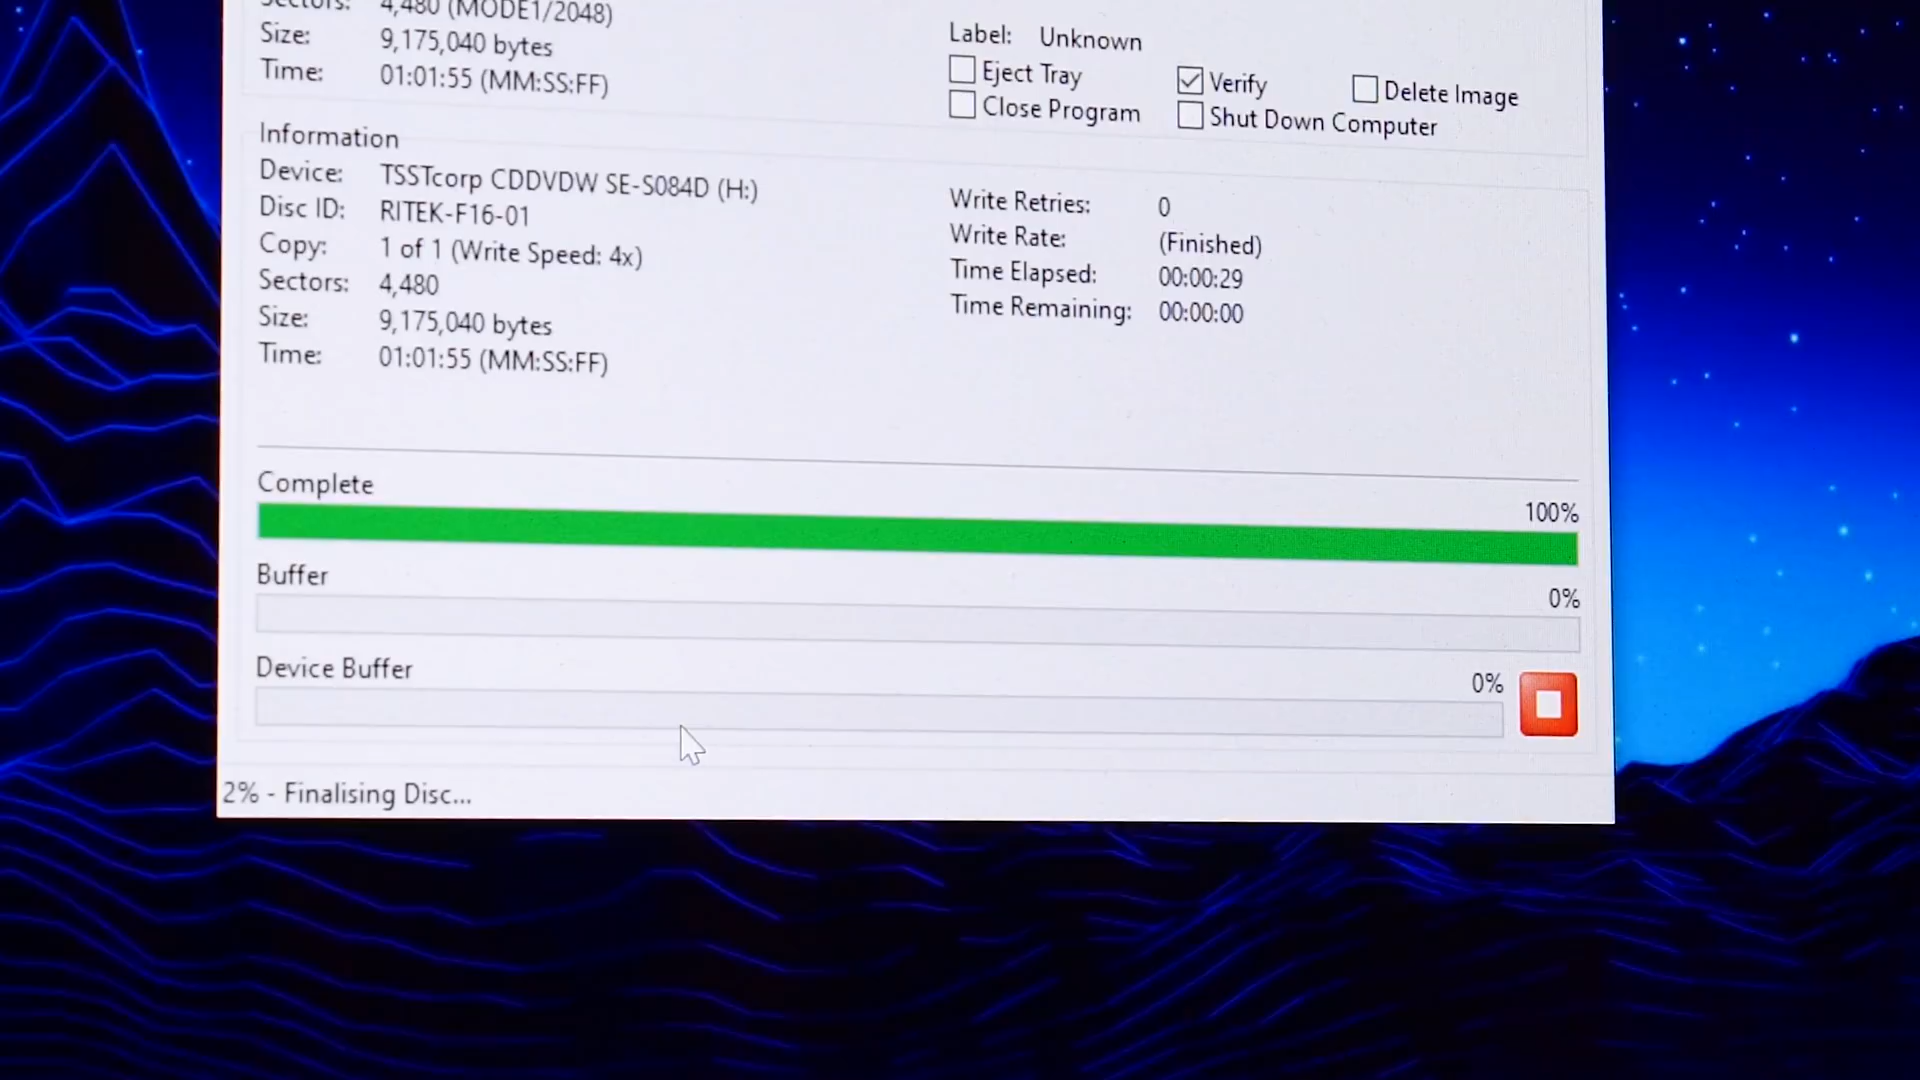 Sectors: 4,480 (MODE1/2048)
Size: 9,175,040 bytes
Time: 01:01:55 (MM:SS:FF)
Label: Unknown
Eject Tray
Verify
Delete Image
Close Program
Shut Down Computer
Information
Device: TSSTcorp CDDVDW SE-S084D (H:)
Disc ID: RITEK-F16-01
Copy: 1 of 1 (Write Speed: 4x)
Sectors: 4,480
Size: 9,175,040 bytes
Time: 01:01:55 (MM:SS:FF)
Write Retries: 0
Write Rate: (Finished)
Time Elapsed: 00:00:29
Time Remaining: 00:00:00
Complete
100%
Buffer
0%
Device Buffer
0%
2% - Finalising Disc...